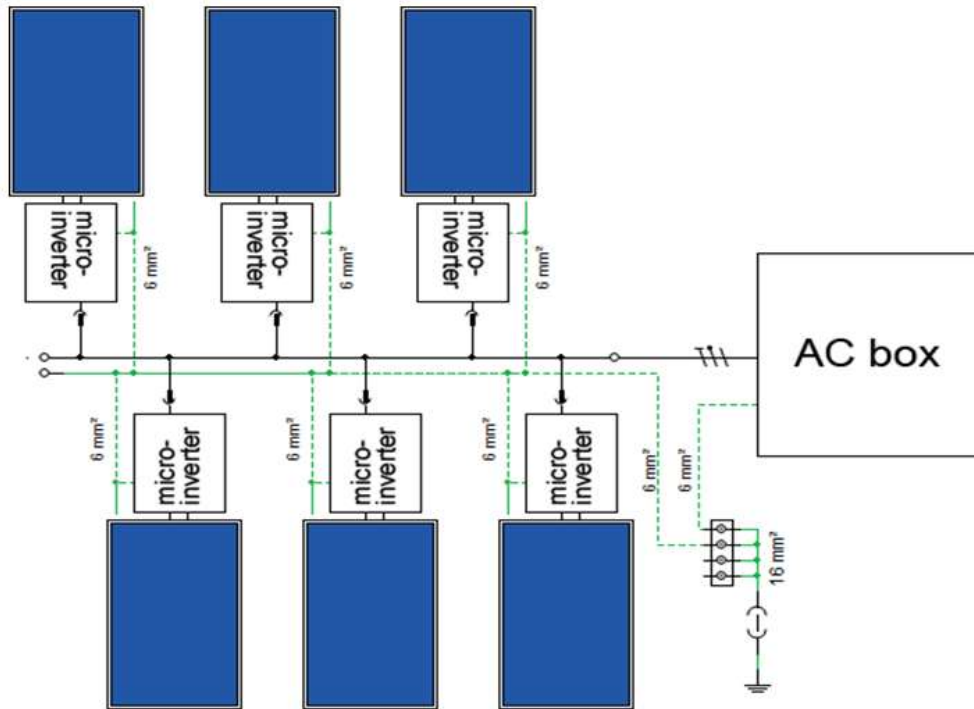 micro-
inverter
6 mm²
micro-
inverter
6 mm²
micro-
inverter
6 mm²
AC box
6 mm²
micro-
inverter
6 mm²
micro-
inverter
6 mm²
micro-
inverter
6 mm²
6 mm²
16 mm²